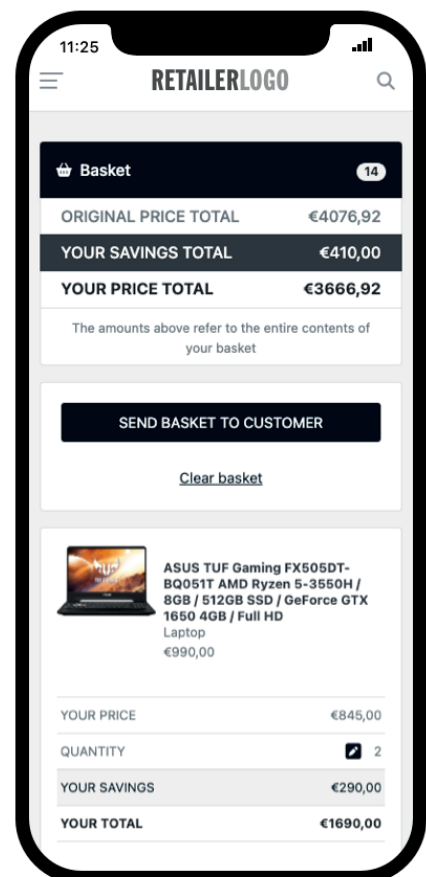 11:25
RETAILERLOGO
Basket 14
ORIGINAL PRICE TOTAL €4076,92
YOUR SAVINGS TOTAL €410,00
YOUR PRICE TOTAL €3666,92
The amounts above refer to the entire contents of
your basket
SEND BASKET TO CUSTOMER
Clear basket
ASUS TUF Gaming FX505DT-
BQ051T AMD Ryzen 5-3550H /
8GB / 512GB SSD / GeForce GTX
1650 4GB / Full HD
Laptop
€990,00
YOUR PRICE €845,00
QUANTITY 2
YOUR SAVINGS €290,00
YOUR TOTAL €1690,00